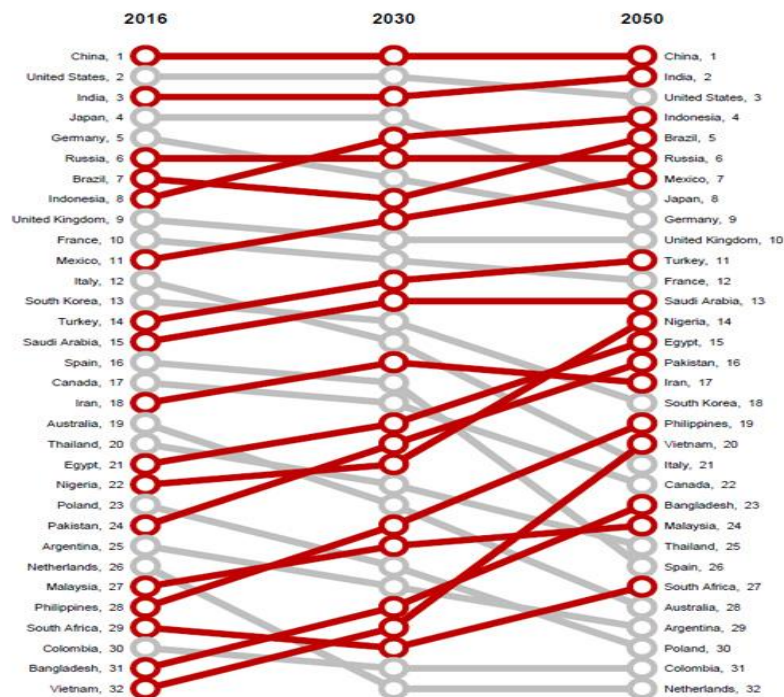 2016 2030 2050
China, 1 China, 1
United States, 2 India, 2
India, 3 United States, 3
Japan, 4 Indonesia, 4
Germany, 5 Brazil, 5
Russia, 6 Russia, 6
Brazil, 7 Mexico, 7
Indonesia, 8 Japan, 8
United Kingdom, 9 Germany, 9
France, 10 United Kingdom, 10
Mexico, 11 Turkey, 11
Italy, 12 France, 12
South Korea, 13 Saudi Arabia, 13
Turkey, 14 Nigeria, 14
Saudi Arabia, 15 Egypt, 15
Spain, 16 Pakistan, 16
Canada, 17 Iran, 17
Iran, 18 South Korea, 18
Australia, 19 Philippines, 19
Thailand, 20 Vietnam, 20
Egypt, 21 Italy, 21
Nigeria, 22 Canada, 22
Poland, 23 Bangladesh, 23
Pakistan, 24 Malaysia, 24
Argentina, 25 Thailand, 25
Netherlands, 26 Spain, 26
Malaysia, 27 South Africa, 27
Philippines, 28 Australia, 28
South Africa, 29 Argentina, 29
Colombia, 30 Poland, 30
Bangladesh, 31 Colombia, 31
Vietnam, 32 Netherlands, 32